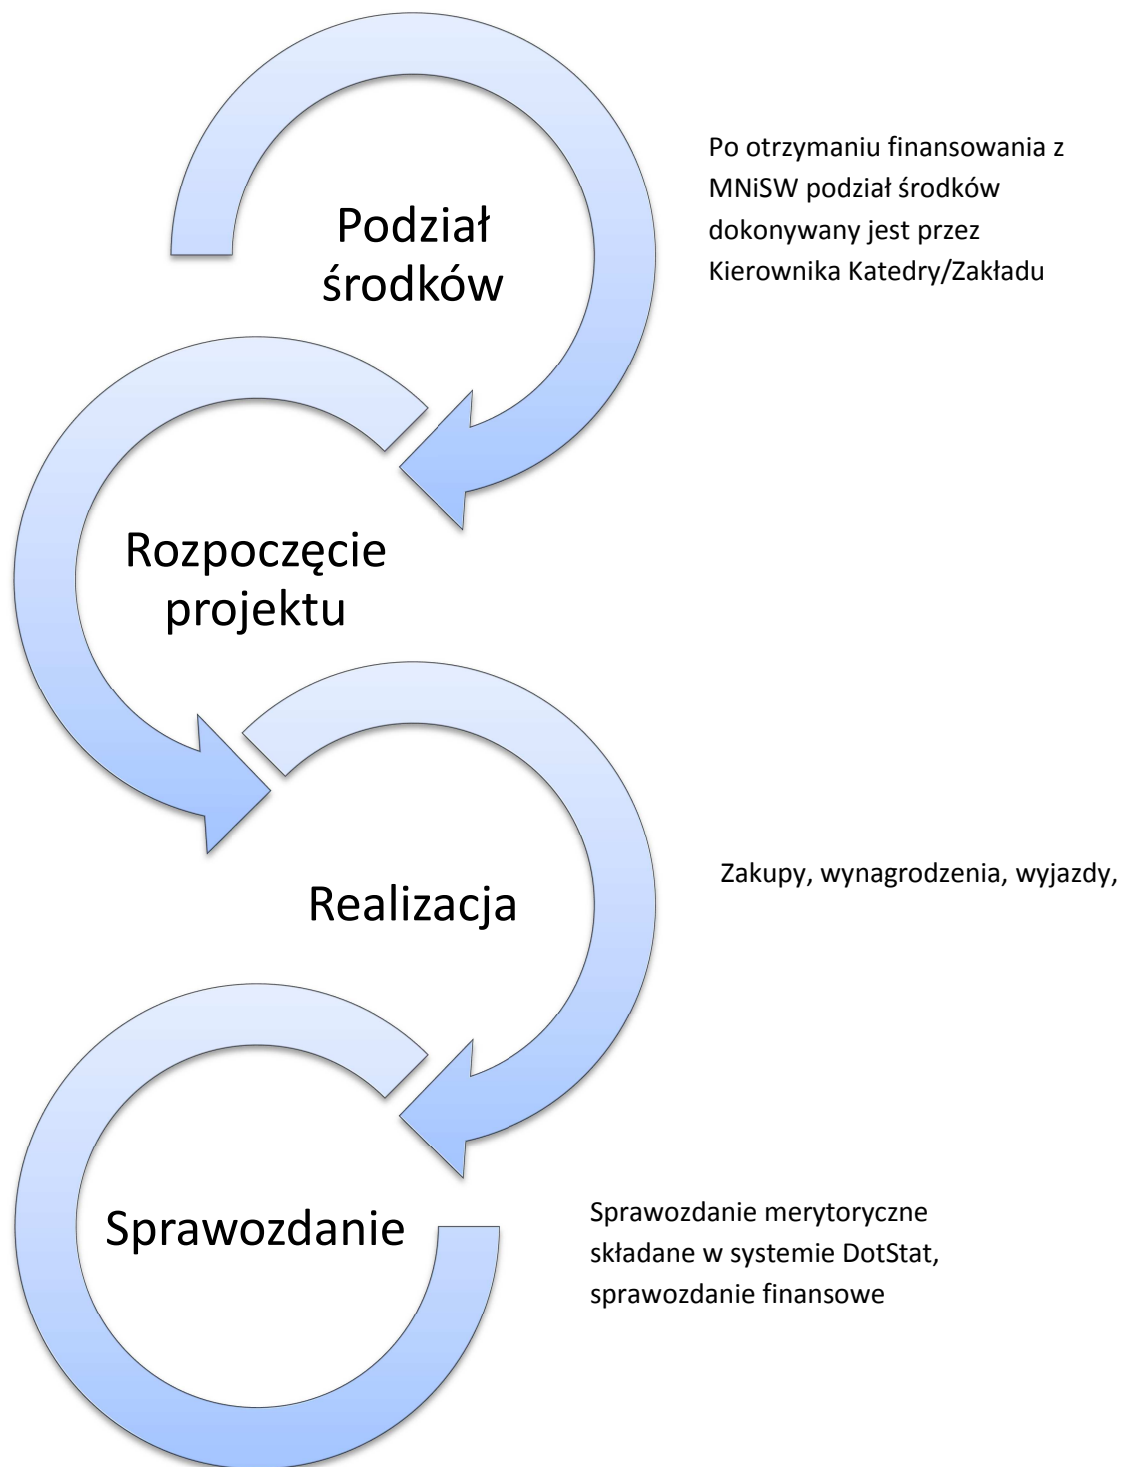 Po otrzymaniu finansowania z
MNiSW podział środków
dokonywany jest przez
Kierownika Katedry/Zakładu
Podział
środków
Rozpoczęcie
projektu
Zakupy, wynagrodzenia, wyjazdy,
Realizacja
Sprawozdanie
Sprawozdanie merytoryczne
składane w systemie DotStat,
sprawozdanie finansowe